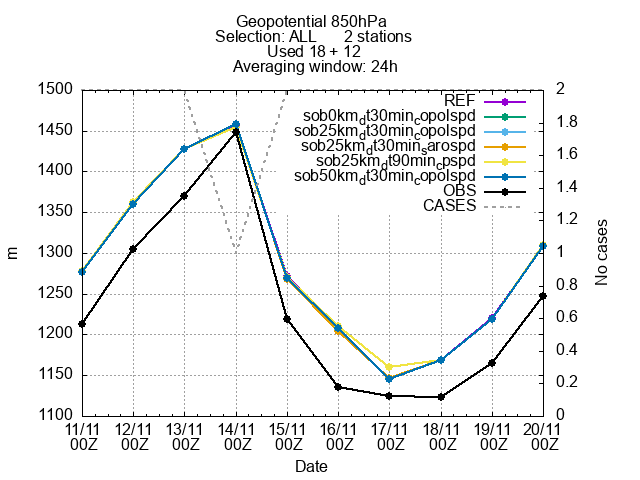 Geopotential 850hPa
Selection: ALL 2 stations
Used 18 + 12
Averaging window: 24h
1500
1450
1400
1350
1300
1250
1200
1150
1100
m
2
1.8
1.6
1.4
1.2
1
0.8
0.6
0.4
0.2
0
No cases
REF
sob0km_dt30min_copolspd
sob25km_dt30min_copolspd
sob25km_dt30min_sarospd
sob25km_dt90min_cpspd
sob50km_dt30min_copolspd
OBS
CASES
11/11 12/11 13/11 14/11 15/11 16/11 17/11 18/11 19/11 20/11
00Z 00Z 00Z 00Z 00Z 00Z 00Z 00Z 00Z 00Z
Date